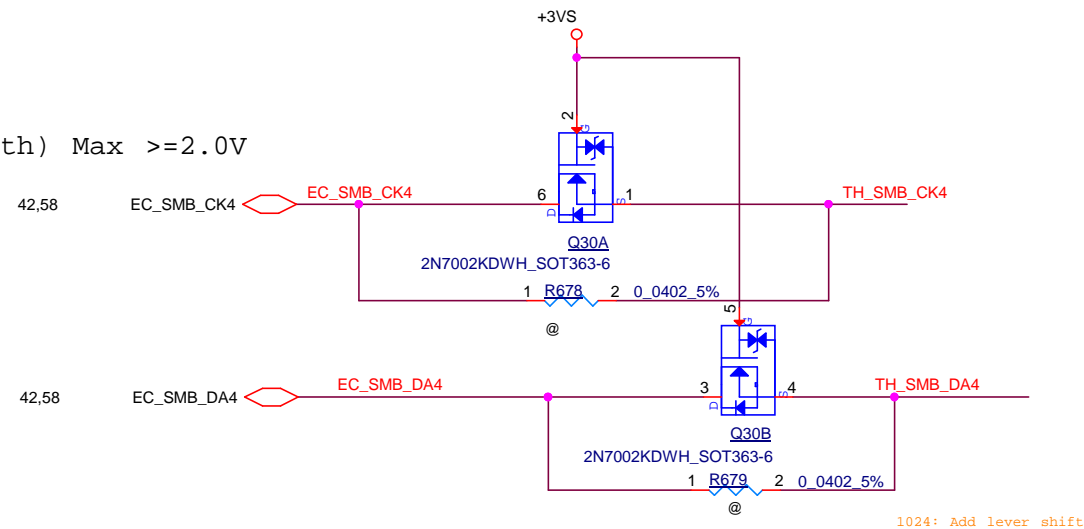 +3VS
2
G
th) Max >=2.0V
42,58 EC_SMB_CK4 EC_SMB_CK4 6 1 TH_SMB_CK4
D S
Q30A
2N7002KDWH_SOT363-6
1 R678 2 0_0402_5%
@
5
G
42,58 EC_SMB_DA4 EC_SMB_DA4 3 4 TH_SMB_DA4
D S
Q30B
2N7002KDWH_SOT363-6
1 R679 2 0_0402_5%
@
1024: Add lever shift